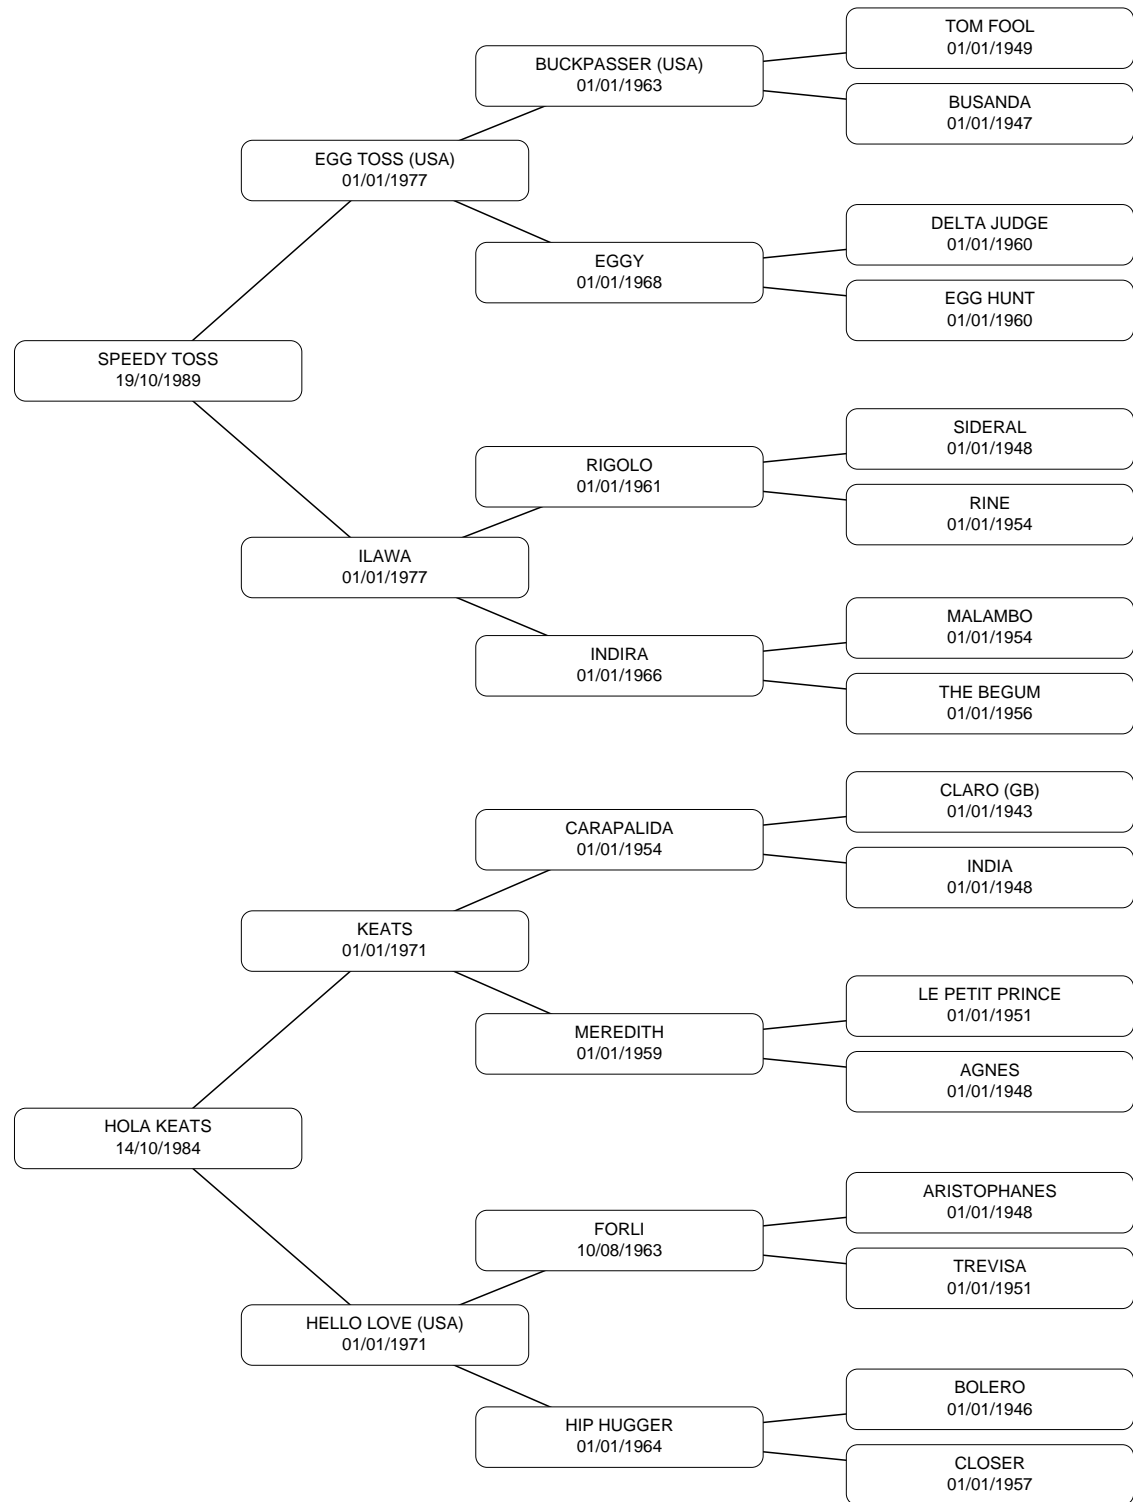 TOM FOOL
01/01/1949
BUCKPASSER (USA)
01/01/1963
BUSANDA
01/01/1947
EGG TOSS (USA)
01/01/1977
DELTA JUDGE
01/01/1960
EGGY
01/01/1968
EGG HUNT
01/01/1960
SPEEDY TOSS
19/10/1989
SIDERAL
01/01/1948
RIGOLO
01/01/1961
RINE
01/01/1954
ILAWA
01/01/1977
MALAMBO
01/01/1954
INDIRA
01/01/1966
THE BEGUM
01/01/1956
CLARO (GB)
01/01/1943
CARAPALIDA
01/01/1954
INDIA
01/01/1948
KEATS
01/01/1971
LE PETIT PRINCE
01/01/1951
MEREDITH
01/01/1959
AGNES
01/01/1948
HOLA KEATS
14/10/1984
ARISTOPHANES
01/01/1948
FORLI
10/08/1963
TREVISA
01/01/1951
HELLO LOVE (USA)
01/01/1971
BOLERO
01/01/1946
HIP HUGGER
01/01/1964
CLOSER
01/01/1957